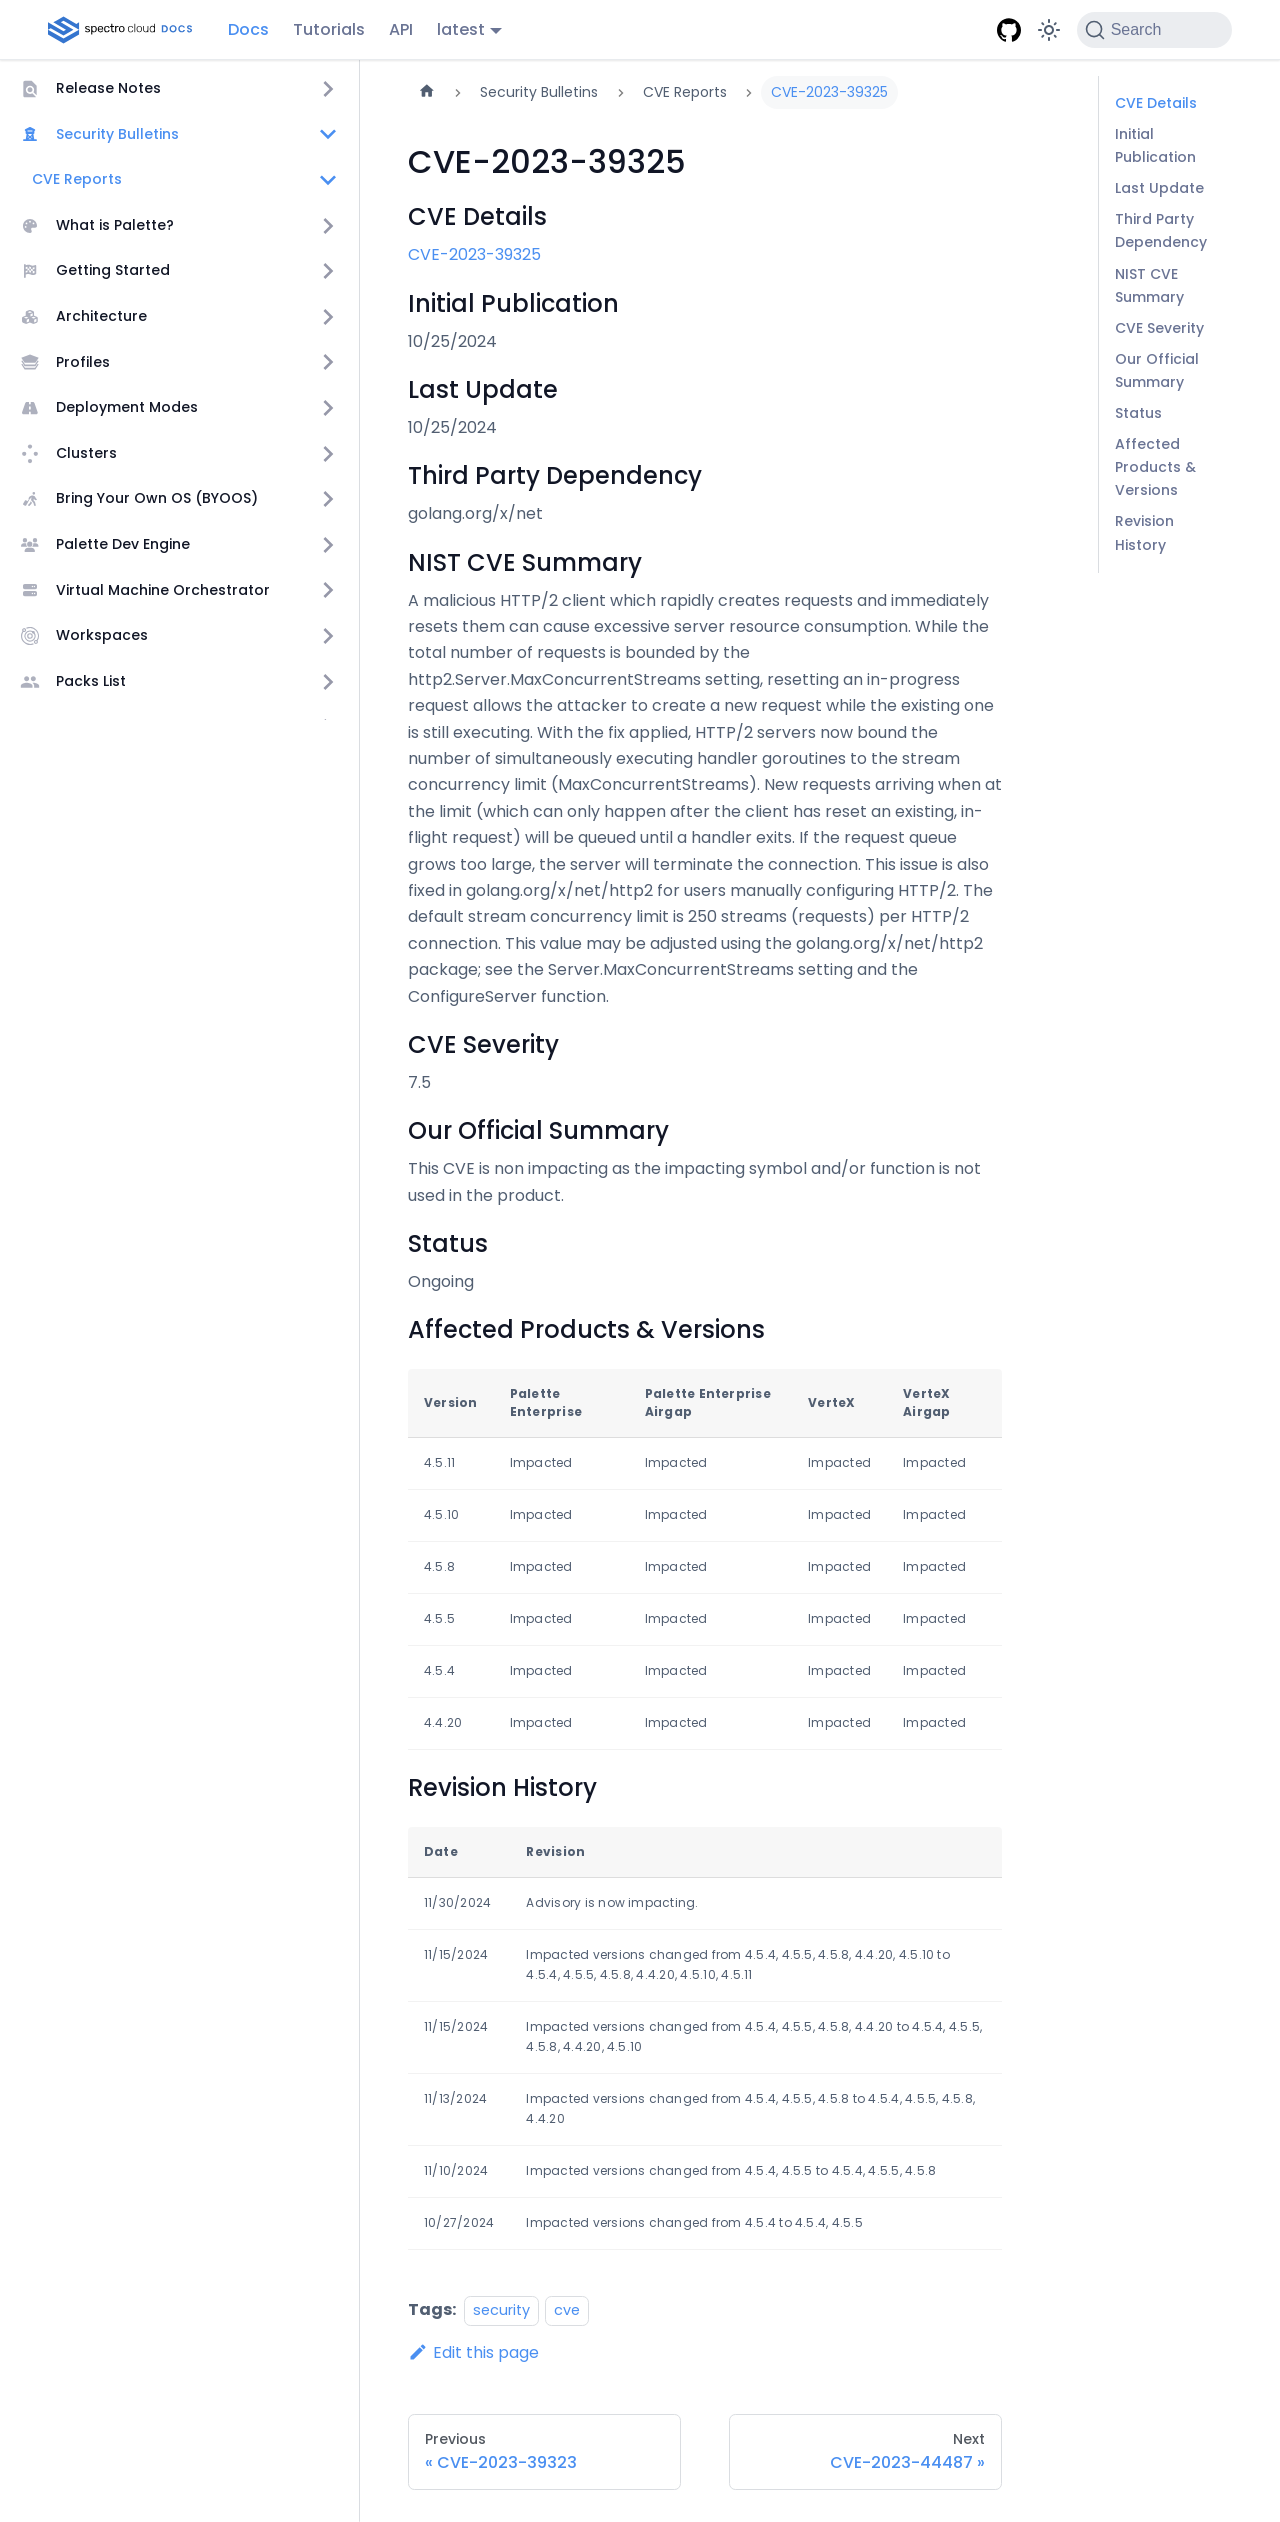 spectro cloud DOCS
Docs
Tutorials
API
latest
Search
Release Notes
Security Bulletins
CVE Reports
What is Palette?
Getting Started
Architecture
Profiles
Deployment Modes
Clusters
Bring Your Own OS (BYOOS)
Palette Dev Engine
Virtual Machine Orchestrator
Workspaces
Packs List
Security Bulletins
CVE Reports
CVE-2023-39325
CVE-2023-39325
CVE Details
CVE-2023-39325
Initial Publication
10/25/2024
Last Update
10/25/2024
Third Party Dependency
golang.org/x/net
NIST CVE Summary
A malicious HTTP/2 client which rapidly creates requests and immediately
resets them can cause excessive server resource consumption. While the
total number of requests is bounded by the
http2.Server.MaxConcurrentStreams setting, resetting an in-progress
request allows the attacker to create a new request while the existing one
is still executing. With the fix applied, HTTP/2 servers now bound the
number of simultaneously executing handler goroutines to the stream
concurrency limit (MaxConcurrentStreams). New requests arriving when at
the limit (which can only happen after the client has reset an existing, in-
flight request) will be queued until a handler exits. If the request queue
grows too large, the server will terminate the connection. This issue is also
fixed in golang.org/x/net/http2 for users manually configuring HTTP/2. The
default stream concurrency limit is 250 streams (requests) per HTTP/2
connection. This value may be adjusted using the golang.org/x/net/http2
package; see the Server.MaxConcurrentStreams setting and the
ConfigureServer function.
CVE Severity
7.5
Our Official Summary
This CVE is non impacting as the impacting symbol and/or function is not
used in the product.
Status
Ongoing
Affected Products & Versions
Version Palette Enterprise Palette Enterprise Airgap VerteX VerteX Airgap
4.5.11 Impacted Impacted Impacted Impacted
4.5.10 Impacted Impacted Impacted Impacted
4.5.8 Impacted Impacted Impacted Impacted
4.5.5 Impacted Impacted Impacted Impacted
4.5.4 Impacted Impacted Impacted Impacted
4.4.20 Impacted Impacted Impacted Impacted
Revision History
Date Revision
11/30/2024 Advisory is now impacting.
11/15/2024 Impacted versions changed from 4.5.4, 4.5.5, 4.5.8, 4.4.20, 4.5.10 to
4.5.4, 4.5.5, 4.5.8, 4.4.20, 4.5.10, 4.5.11
11/15/2024 Impacted versions changed from 4.5.4, 4.5.5, 4.5.8, 4.4.20 to 4.5.4, 4.5.5,
4.5.8, 4.4.20, 4.5.10
11/13/2024 Impacted versions changed from 4.5.4, 4.5.5, 4.5.8 to 4.5.4, 4.5.5, 4.5.8,
4.4.20
11/10/2024 Impacted versions changed from 4.5.4, 4.5.5 to 4.5.4, 4.5.5, 4.5.8
10/27/2024 Impacted versions changed from 4.5.4 to 4.5.4, 4.5.5
Tags: security cve
Edit this page
Previous
« CVE-2023-39323
Next
CVE-2023-44487 »
CVE Details
Initial
Publication
Last Update
Third Party
Dependency
NIST CVE
Summary
CVE Severity
Our Official
Summary
Status
Affected
Products &
Versions
Revision
History